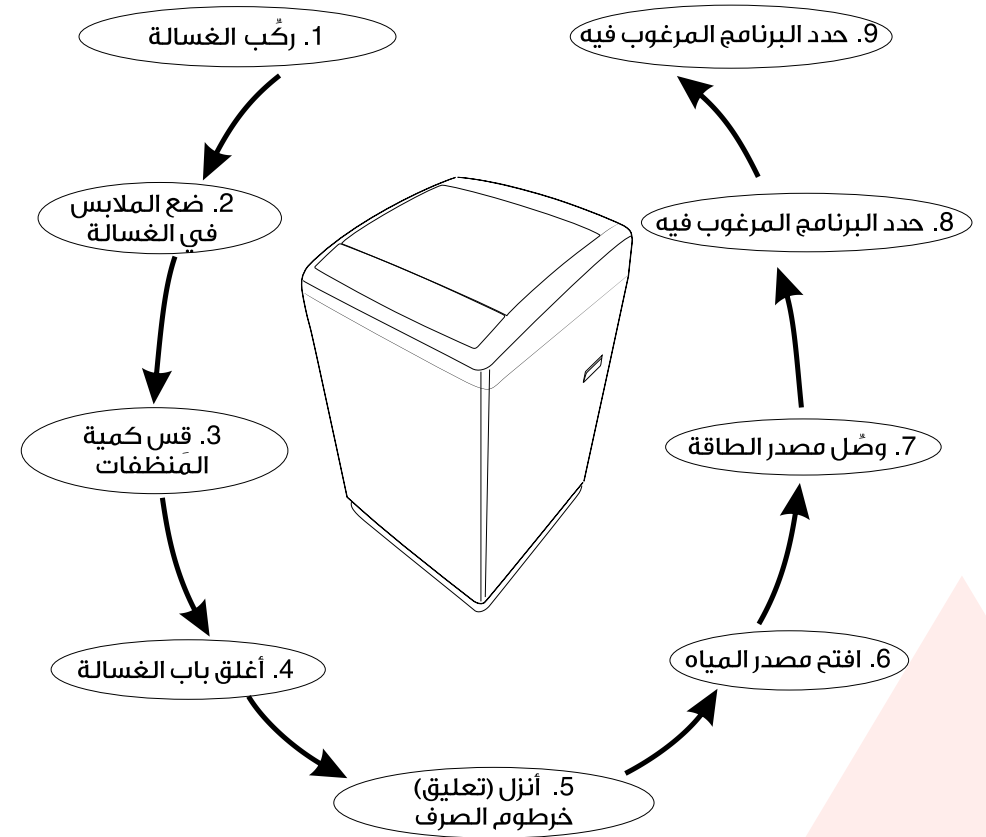 1. ركِّب الغسالة
2. ضع الملابس
في الغسالة
3. قس كمية
المَنظفات
4. أغلق باب الغسالة
5. أنزل (تعليق)
خرطوم الصرف
6. افتح مصدر المياه
7. وصِّل مصدر الطاقة
8. حدد البرنامج المرغوب فيه
9. حدد البرنامج المرغوب فيه